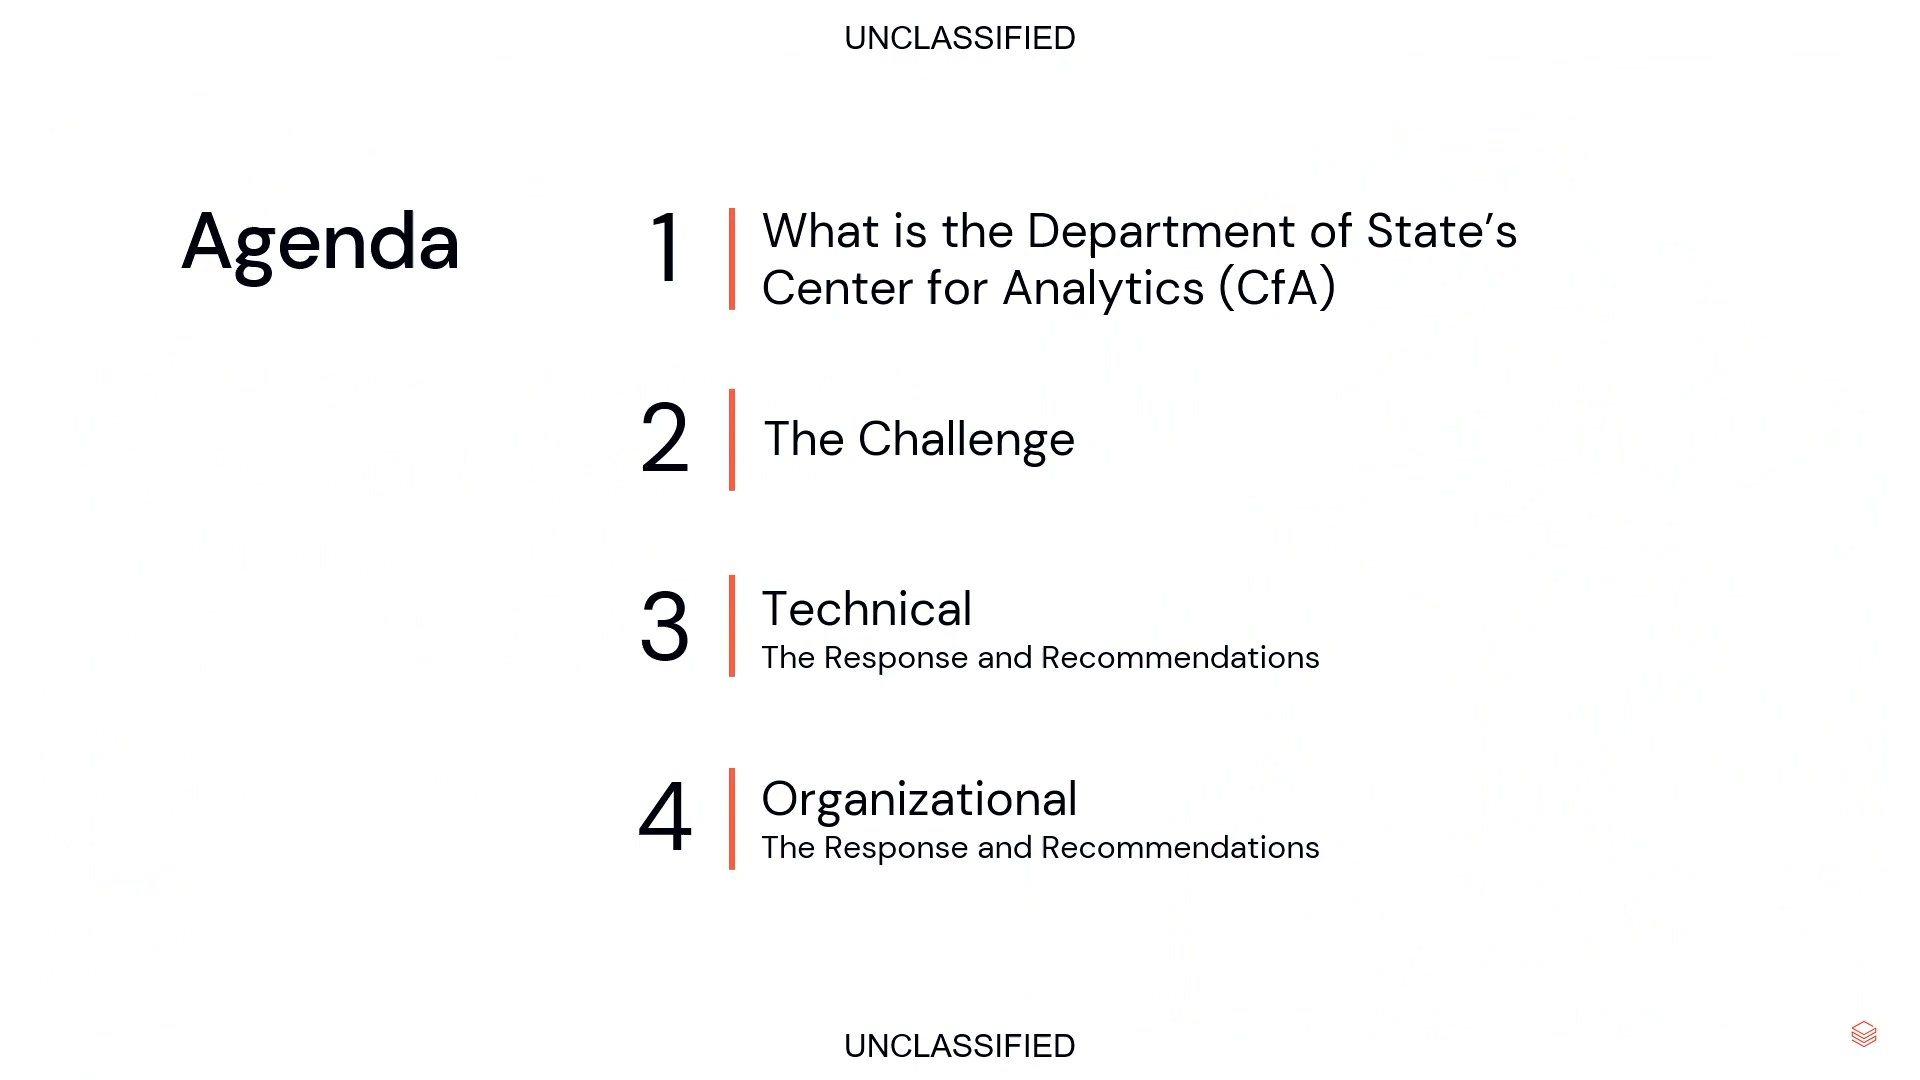 UNCLASSIFIED
Agenda
1
What is the Department of State’s
Center for Analytics (CfA)
2
The Challenge
3
Technical
The Response and Recommendations
4
Organizational
The Response and Recommendations
UNCLASSIFIED